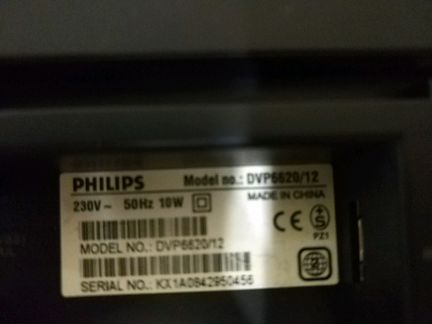 PHILIPS Model no.: DVP6620/12
230V~ 50Hz 10W MADE IN CHINA
CE S
PZ1
MODEL NO.: DVP6620/12
SERIAL NO.: KX1A0842950456